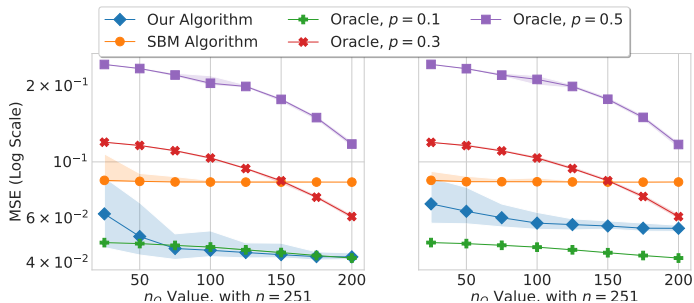 Our Algorithm
SBM Algorithm
Oracle, p = 0.1
Oracle, p = 0.3
Oracle, p = 0.5
MSE (Log Scale)
2 × 10⁻¹
10⁻¹
6 × 10⁻²
4 × 10⁻²
50 100 150 200
n_Q Value, with n = 251
50 100 150 200
n_Q Value, with n = 251